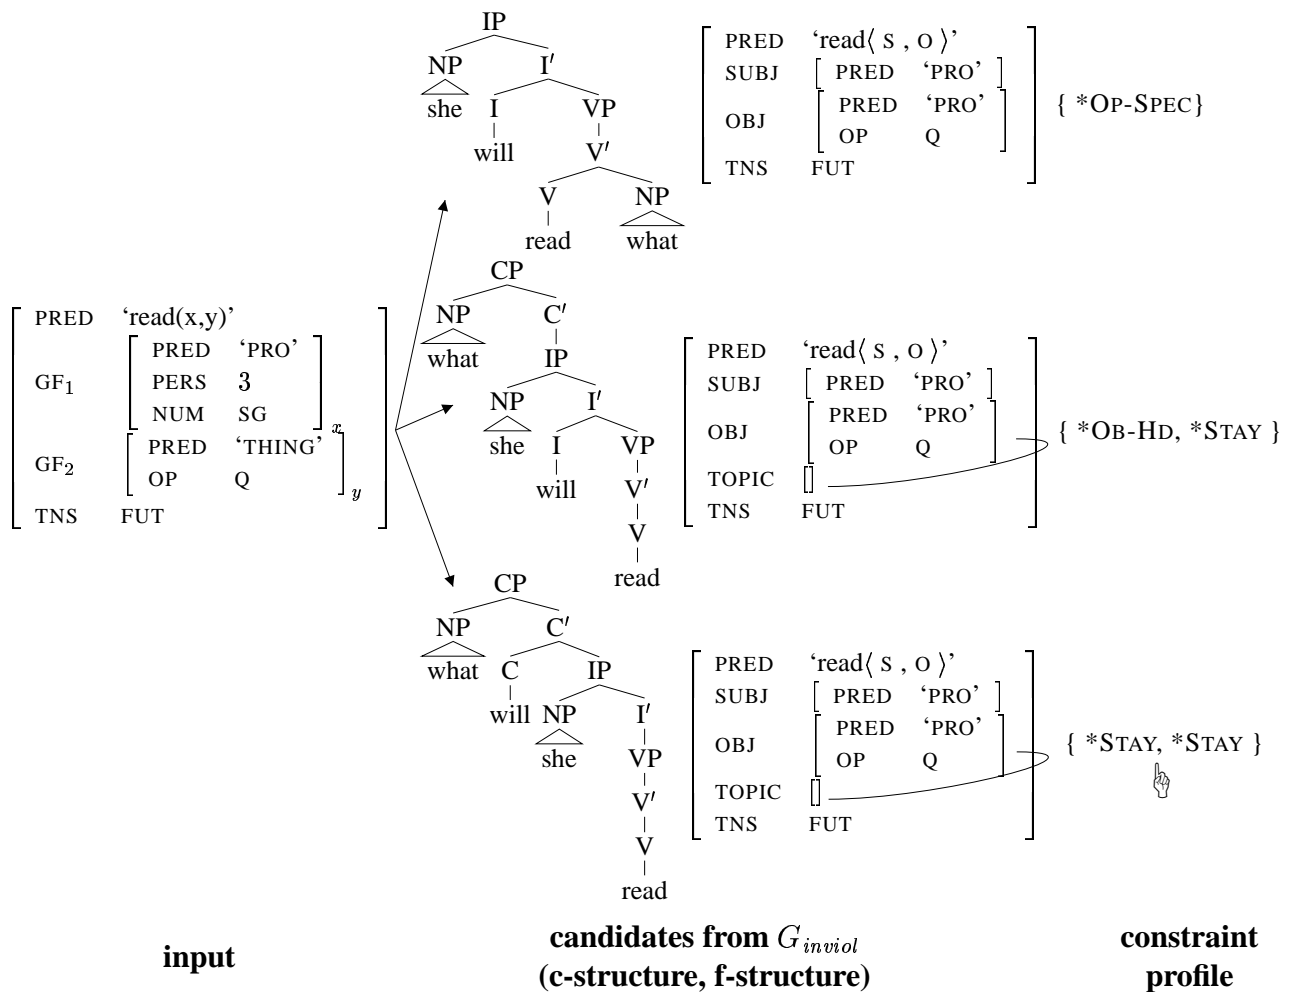 IP
NP I′
she I VP
will V′
V NP
read what
PRED ‘read⟨ S , O ⟩’
SUBJ [ PRED ‘PRO’ ]
OBJ [ PRED ‘PRO’
OP Q ]
TNS FUT
{ *OP-SPEC}
PRED ‘read(x,y)’
GF1 [ PRED ‘PRO’
PERS 3
NUM SG ] x
GF2 [ PRED ‘THING’
OP Q ] y
TNS FUT
CP
NP C′
what IP
NP I′
she I VP
will V′
V
read
PRED ‘read⟨ S , O ⟩’
SUBJ [ PRED ‘PRO’ ]
OBJ [ PRED ‘PRO’
OP Q ]
TOPIC []
TNS FUT
{ *OB-HD, *STAY }
CP
NP C′
what C IP
will NP I′
she VP
V′
V
read
PRED ‘read⟨ S , O ⟩’
SUBJ [ PRED ‘PRO’ ]
OBJ [ PRED ‘PRO’
OP Q ]
TOPIC []
TNS FUT
{ *STAY, *STAY }
input
candidates from G inviol
(c-structure, f-structure)
constraint
profile